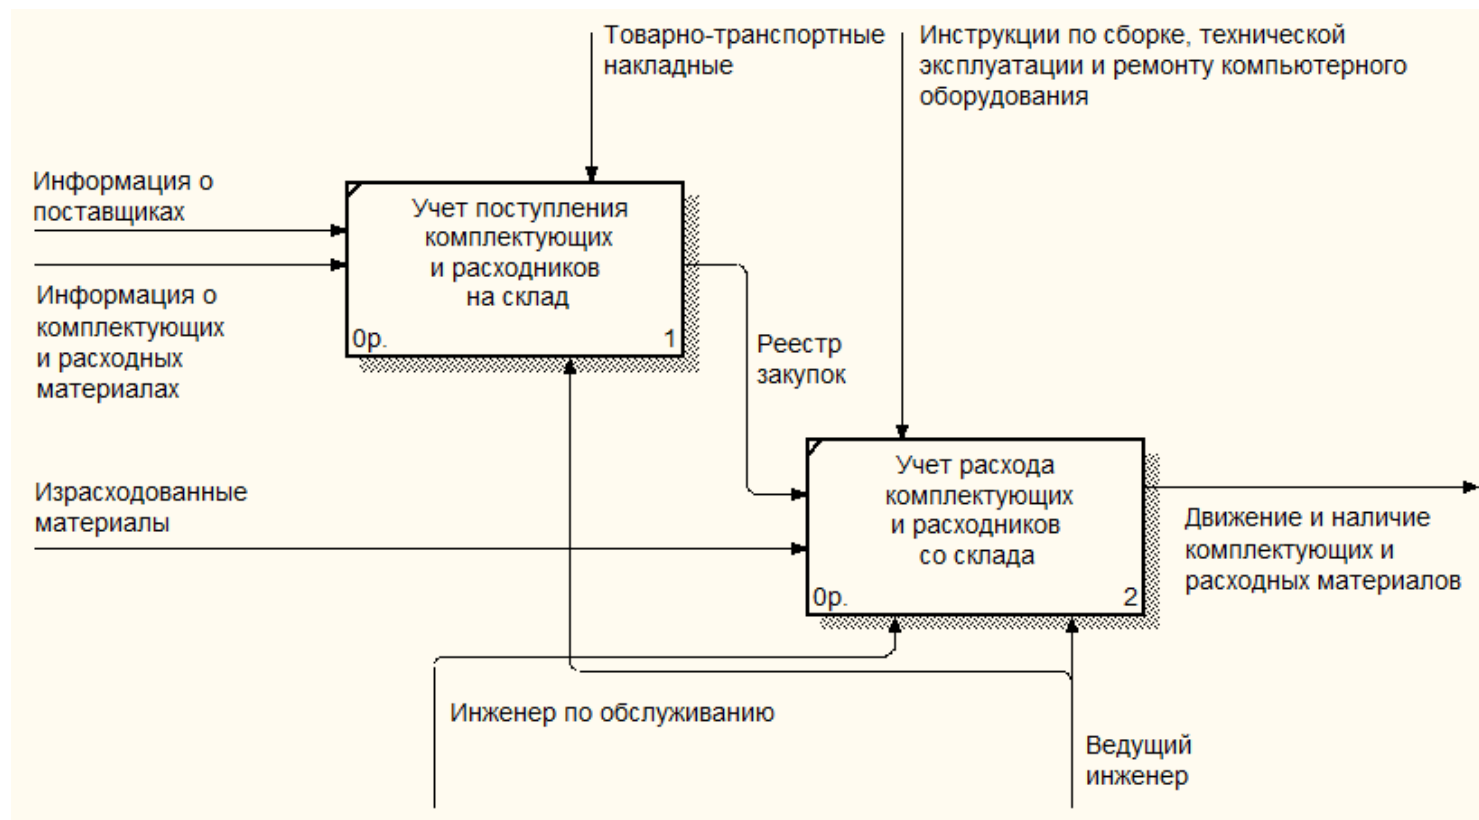 Товарно-транспортные
накладные
Инструкции по сборке, технической
эксплуатации и ремонту компьютерного
оборудования
Информация о
поставщиках
Учет поступления
комплектующих
и расходников
на склад
0р.
1
Информация о
комплектующих
и расходных
материалах
Реестр
закупок
Израсходованные
материалы
Учет расхода
комплектующих
и расходников
со склада
0р.
2
Движение и наличие
комплектующих и
расходных материалов
Инженер по обслуживанию
Ведущий
инженер